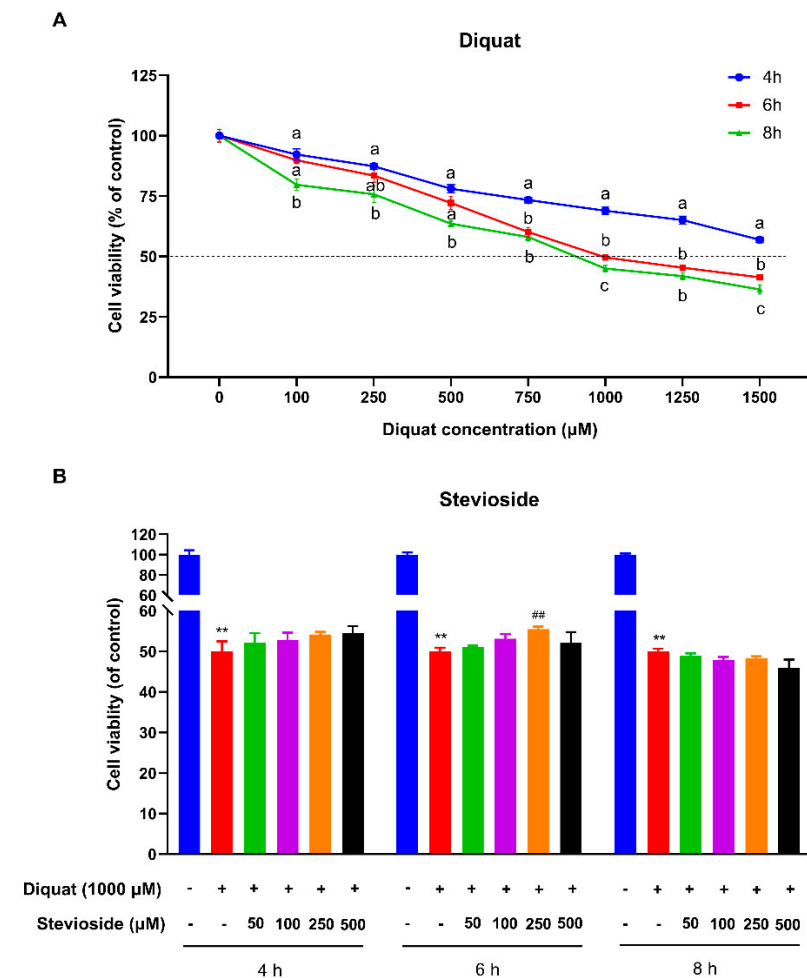 A
Diquat
125
100
75
50
25
0
Cell viability (% of control)
4h
6h
8h
a a a a a a a
a ab a b b b b
b b b b c b c
0 100 250 500 750 1000 1250 1500
Diquat concentration (μM)
B
Stevioside
120
100
80
60
60
50
40
30
20
10
0
Cell viablity (of control)
** ** ##  **
Diquat (1000 μM) - + + + + + - + + + + + - + + + + +
Stevioside (μM) - - 50 100 250 500 - - 50 100 250 500 - - 50 100 250 500
4 h 6 h 8 h